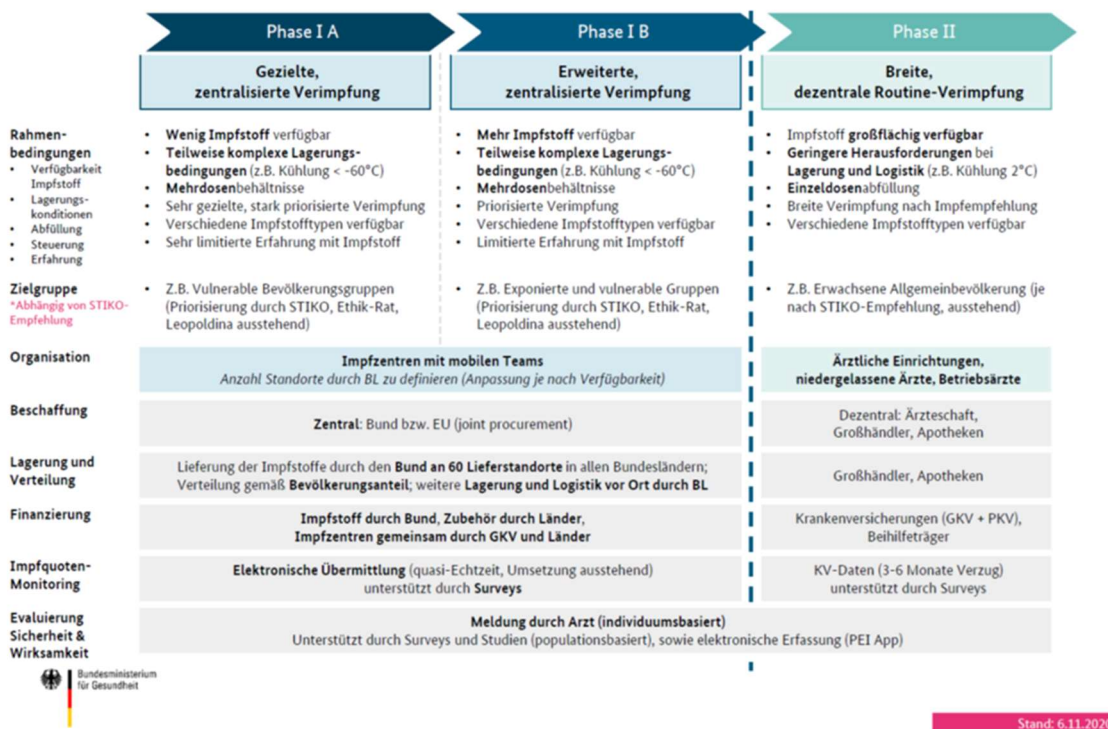 Phase I A
Phase I B
Phase II
Gezielte,
zentralisierte Verimpfung
Erweiterte,
zentralisierte Verimpfung
Breite,
dezentrale Routine-Verimpfung
Rahmen-
bedingungen
• Verfügbarkeit
Impfstoff
• Lagerungs-
konditionen
• Abfüllung
• Steuerung
• Erfahrung
• Wenig Impfstoff verfügbar
• Teilweise komplexe Lagerungs-
bedingungen (z.B. Kühlung < -60°C)
• Mehrdosenbehältnisse
• Sehr gezielte, stark priorisierte Verimpfung
• Verschiedene Impfstofftypen verfügbar
• Sehr limitierte Erfahrung mit Impfstoff
• Mehr Impfstoff verfügbar
• Teilweise komplexe Lagerungs-
bedingungen (z.B. Kühlung < -60°C)
• Mehrdosenbehältnisse
• Priorisierte Verimpfung
• Verschiedene Impfstofftypen verfügbar
• Limitierte Erfahrung mit Impfstoff
• Impfstoff großflächig verfügbar
• Geringere Herausforderungen bei
Lagerung und Logistik (z.B. Kühlung 2°C)
• Einzeldosenabfüllung
• Breite Verimpfung nach Impfempfehlung
• Verschiedene Impfstofftypen verfügbar
Zielgruppe
*Abhängig von STIKO-
Empfehlung
• Z.B. Vulnerable Bevölkerungsgruppen
(Priorisierung durch STIKO, Ethik-Rat,
Leopoldina ausstehend)
• Z.B. Exponierte und vulnerable Gruppen
(Priorisierung durch STIKO, Ethik-Rat,
Leopoldina ausstehend)
• Z.B. Erwachsene Allgemeinbevölkerung (je
nach STIKO-Empfehlung, ausstehend)
Organisation
Impfzentren mit mobilen Teams
Anzahl Standorte durch BL zu definieren (Anpassung je nach Verfügbarkeit)
Ärztliche Einrichtungen,
niedergelassene Ärzte, Betriebsärzte
Beschaffung
Zentral: Bund bzw. EU (joint procurement)
Dezentral: Ärzteschaft,
Großhändler, Apotheken
Lagerung und
Verteilung
Lieferung der Impfstoffe durch den Bund an 60 Lieferstandorte in allen Bundesländern;
Verteilung gemäß Bevölkerungsanteil; weitere Lagerung und Logistik vor Ort durch BL
Großhändler, Apotheken
Finanzierung
Impfstoff durch Bund, Zubehör durch Länder,
Impfzentren gemeinsam durch GKV und Länder
Krankenversicherungen (GKV + PKV),
Beihilfeträger
Impfquoten-
Monitoring
Elektronische Übermittlung (quasi-Echtzeit, Umsetzung ausstehend)
unterstützt durch Surveys
KV-Daten (3-6 Monate Verzug)
unterstützt durch Surveys
Evaluierung
Sicherheit &
Wirksamkeit
Meldung durch Arzt (individuumsbasiert)
Unterstützt durch Surveys und Studien (populationsbasiert), sowie elektronische Erfassung (PEI App)
Bundesministerium
für Gesundheit
Stand: 6.11.2020